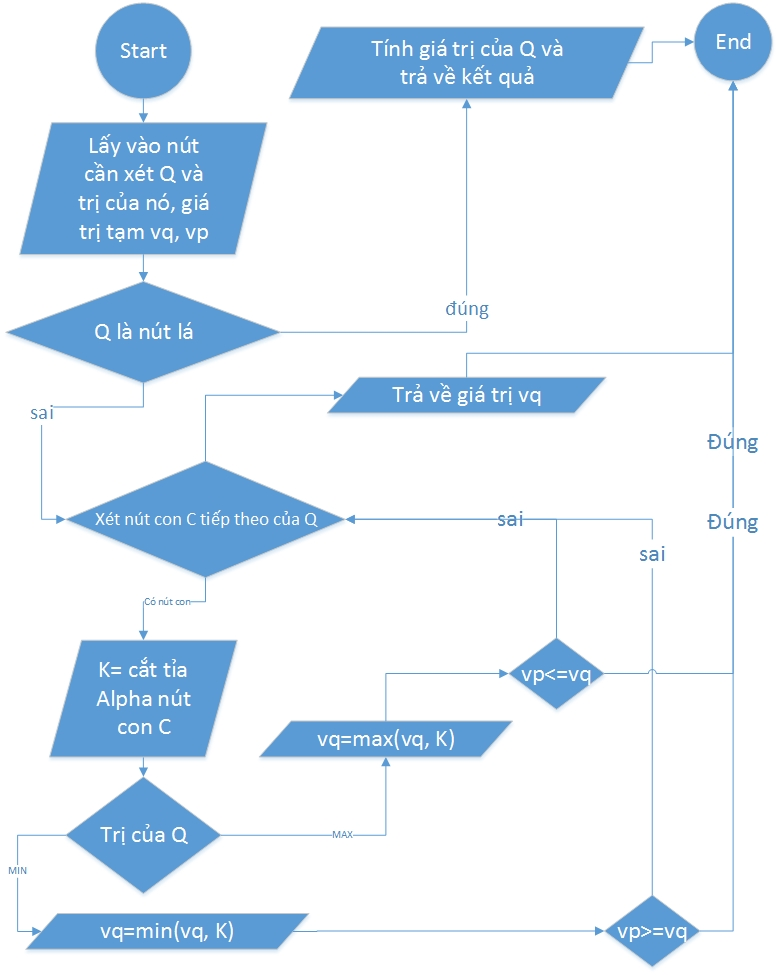 Start
Tính giá trị của Q và
trả về kết quả
End
Lấy vào nút
cần xét Q và
trị của nó, giá
trị tạm vq, vp
đúng
Q là nút lá
Trả về giá trị vq
sai
Đúng
Xét nút con C tiếp theo của Q
sai
Đúng
sai
Có nút con
K= cắt tỉa
Alpha nút
con C
vp<=vq
vq=max(vq, K)
Trị của Q
MAX
MIN
vq=min(vq, K)
vp>=vq